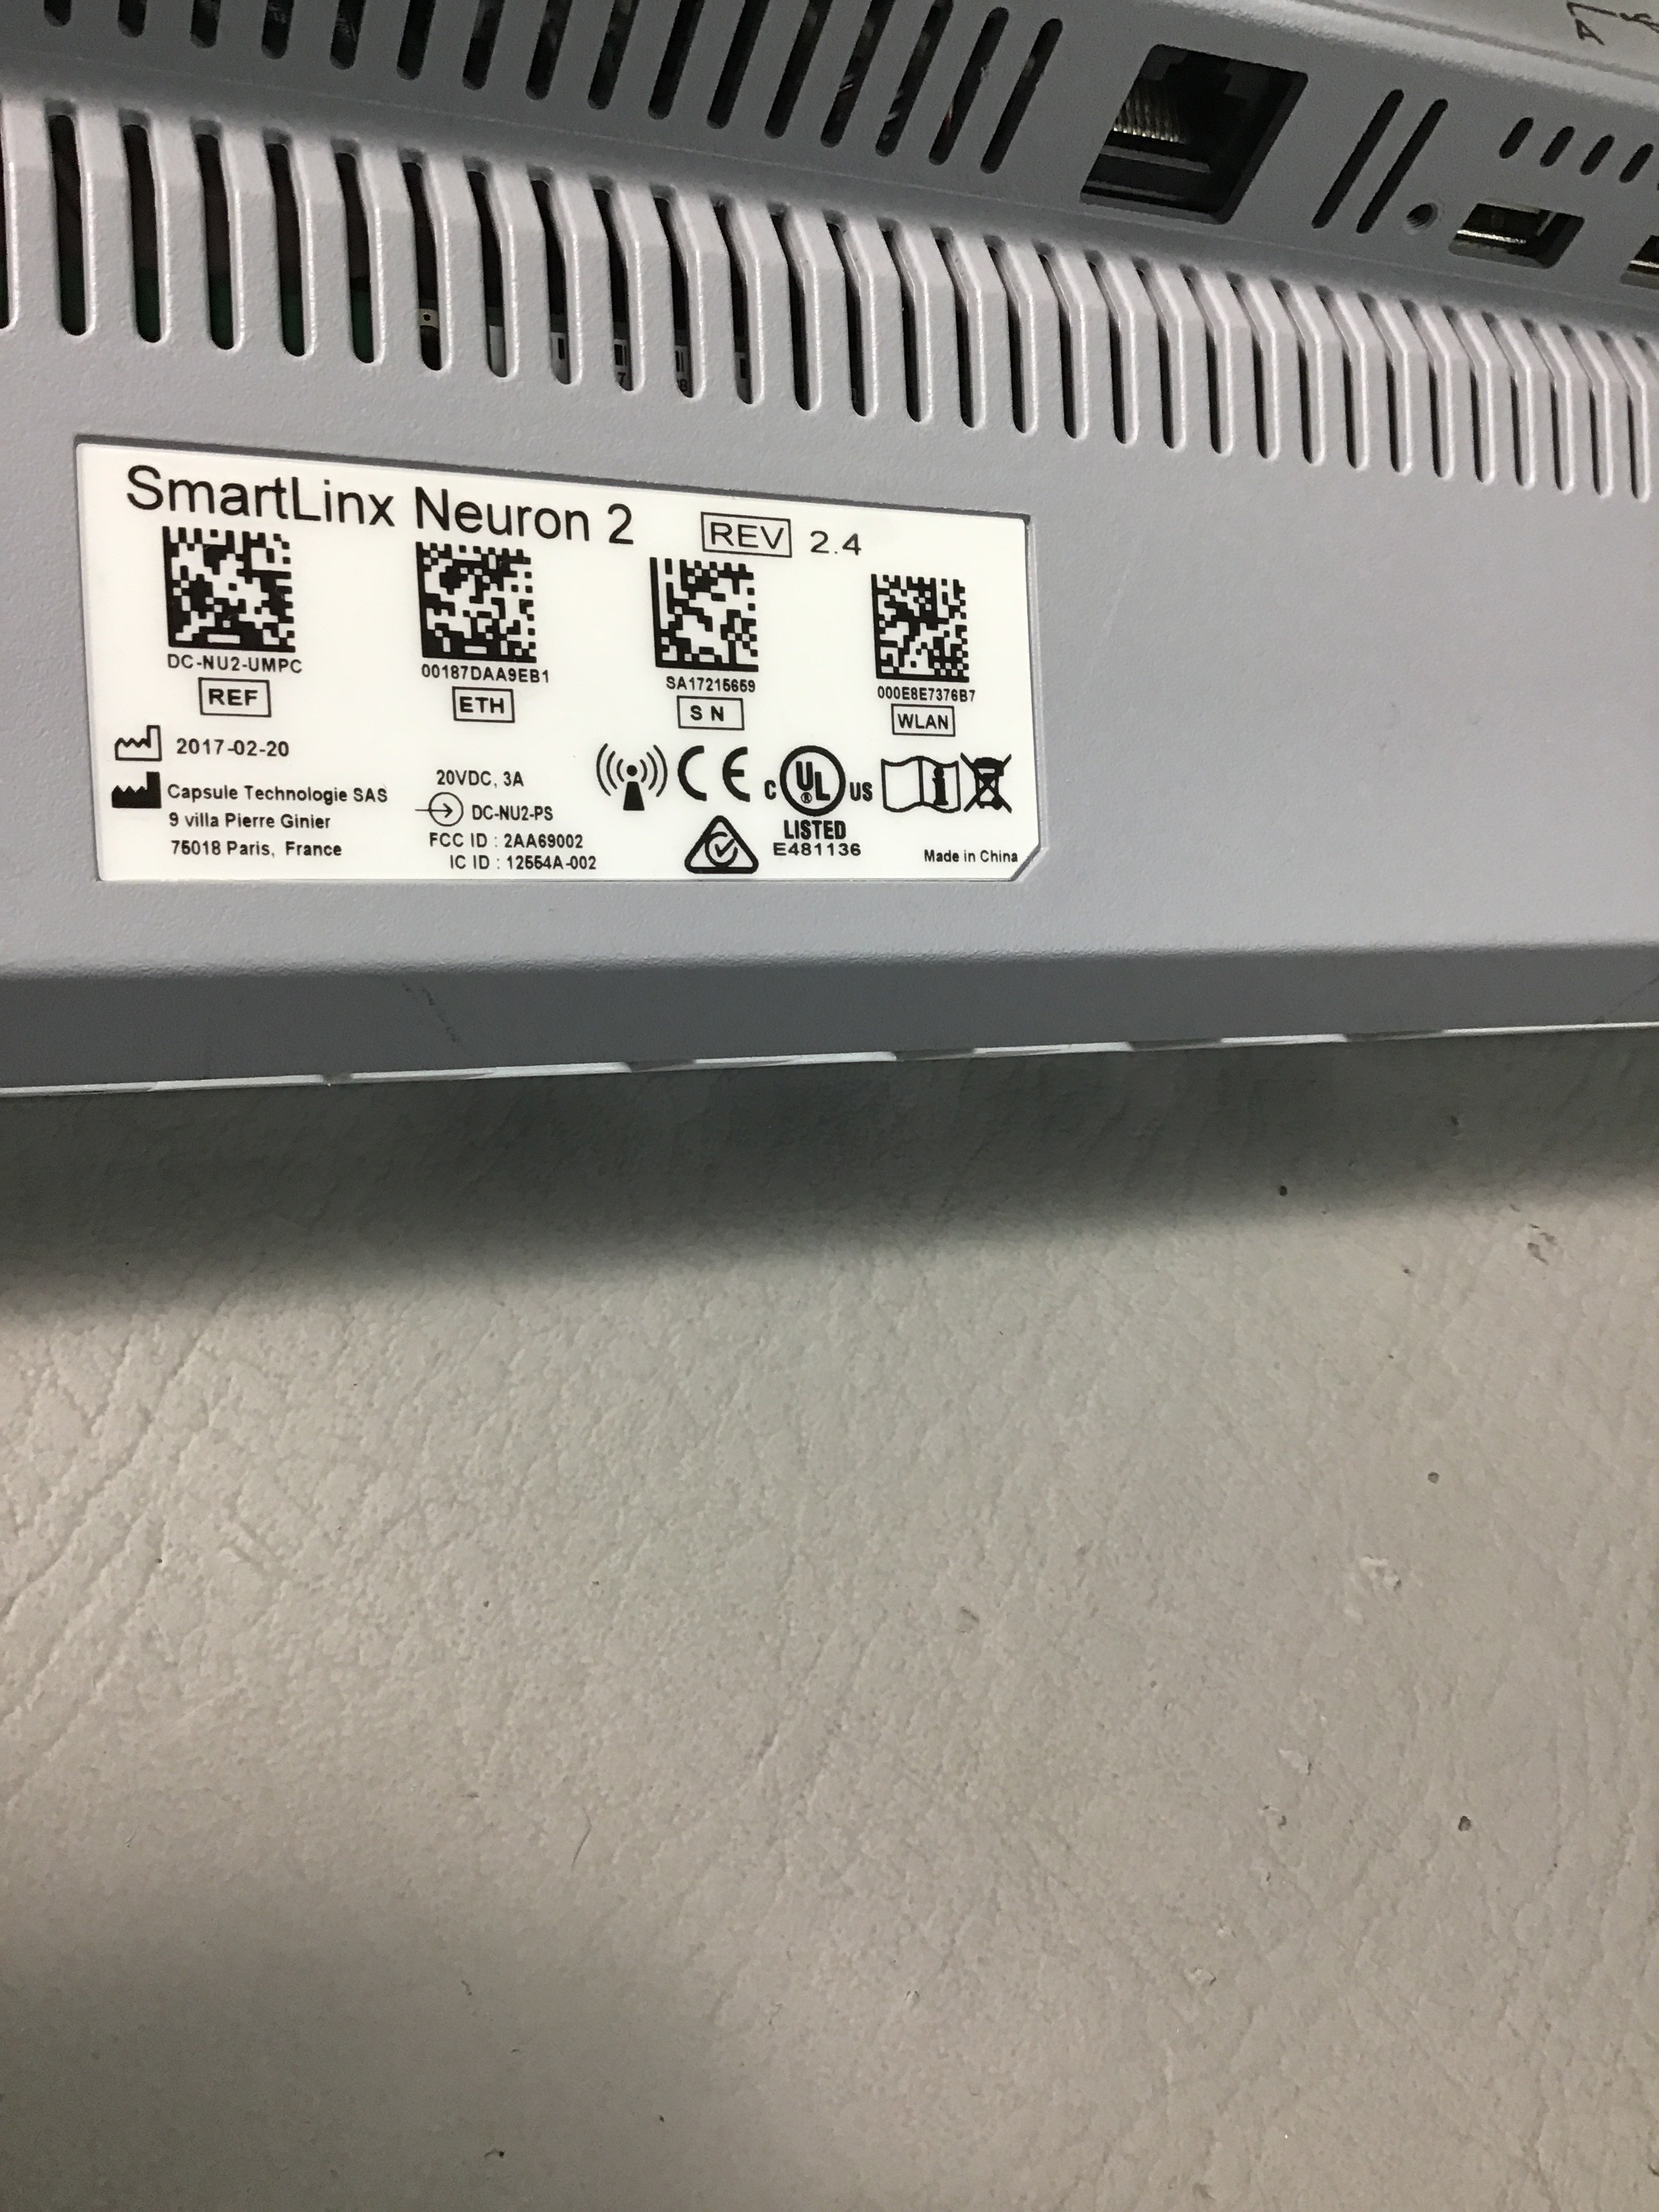 SmartLinx Neuron 2 REV 2.4
DC-NU2-UMPC
REF
00187DAA9EB1
ETH
SA17215659
SN
000E8E7376B7
WLAN
2017-02-20
Capsule Technologie SAS
9 villa Pierre Ginier
75018 Paris, France
20VDC, 3A
DC-NU2-PS
FCC ID : 2AA69002
IC ID : 12554A-002
CE
C UL US
®
LISTED
E481136
Made in China